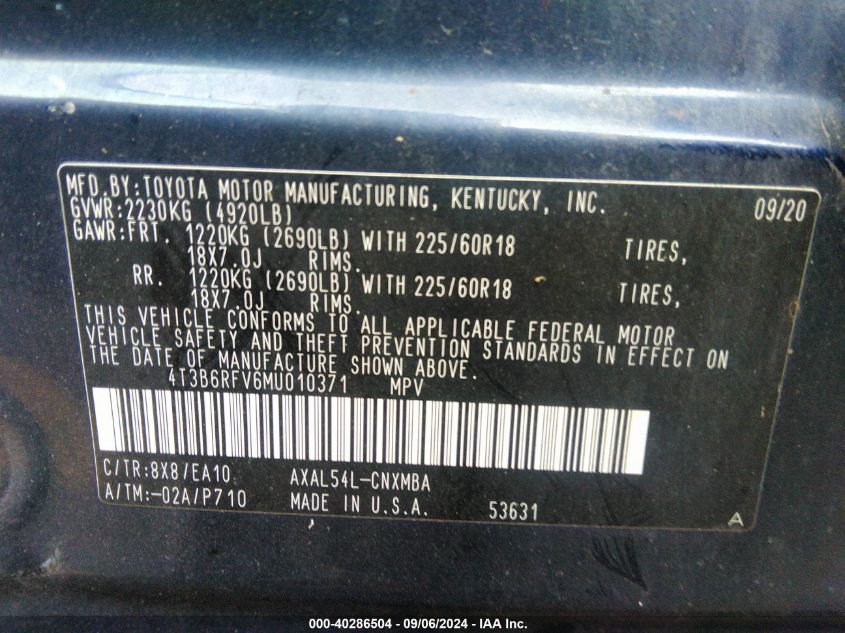 MFD.BY:TOYOTA MOTOR MANUFACTURING, KENTUCKY, INC. 09/20
GVWR:2230KG (4920LB)
GAWR:FRT. 1220KG (2690LB) WITH 225/60R18 TIRES,
18X7.0J RIMS.
RR. 1220KG (2690LB) WITH 225/60R18 TIRES,
18X7.0J RIMS.
THIS VEHICLE CONFORMS TO ALL APPLICABLE FEDERAL MOTOR
VEHICLE SAFETY AND THEFT PREVENTION STANDARDS IN EFFECT ON
THE DATE OF MANUFACTURE SHOWN ABOVE.
4T3B6RFV6MU010371 MPV
C/TR:8X8/EA10 AXAL54L-CNXMBA
A/TM:-02A/P710 MADE IN U.S.A. 53631 A
000-40286504 - 09/06/2024 - IAA Inc.